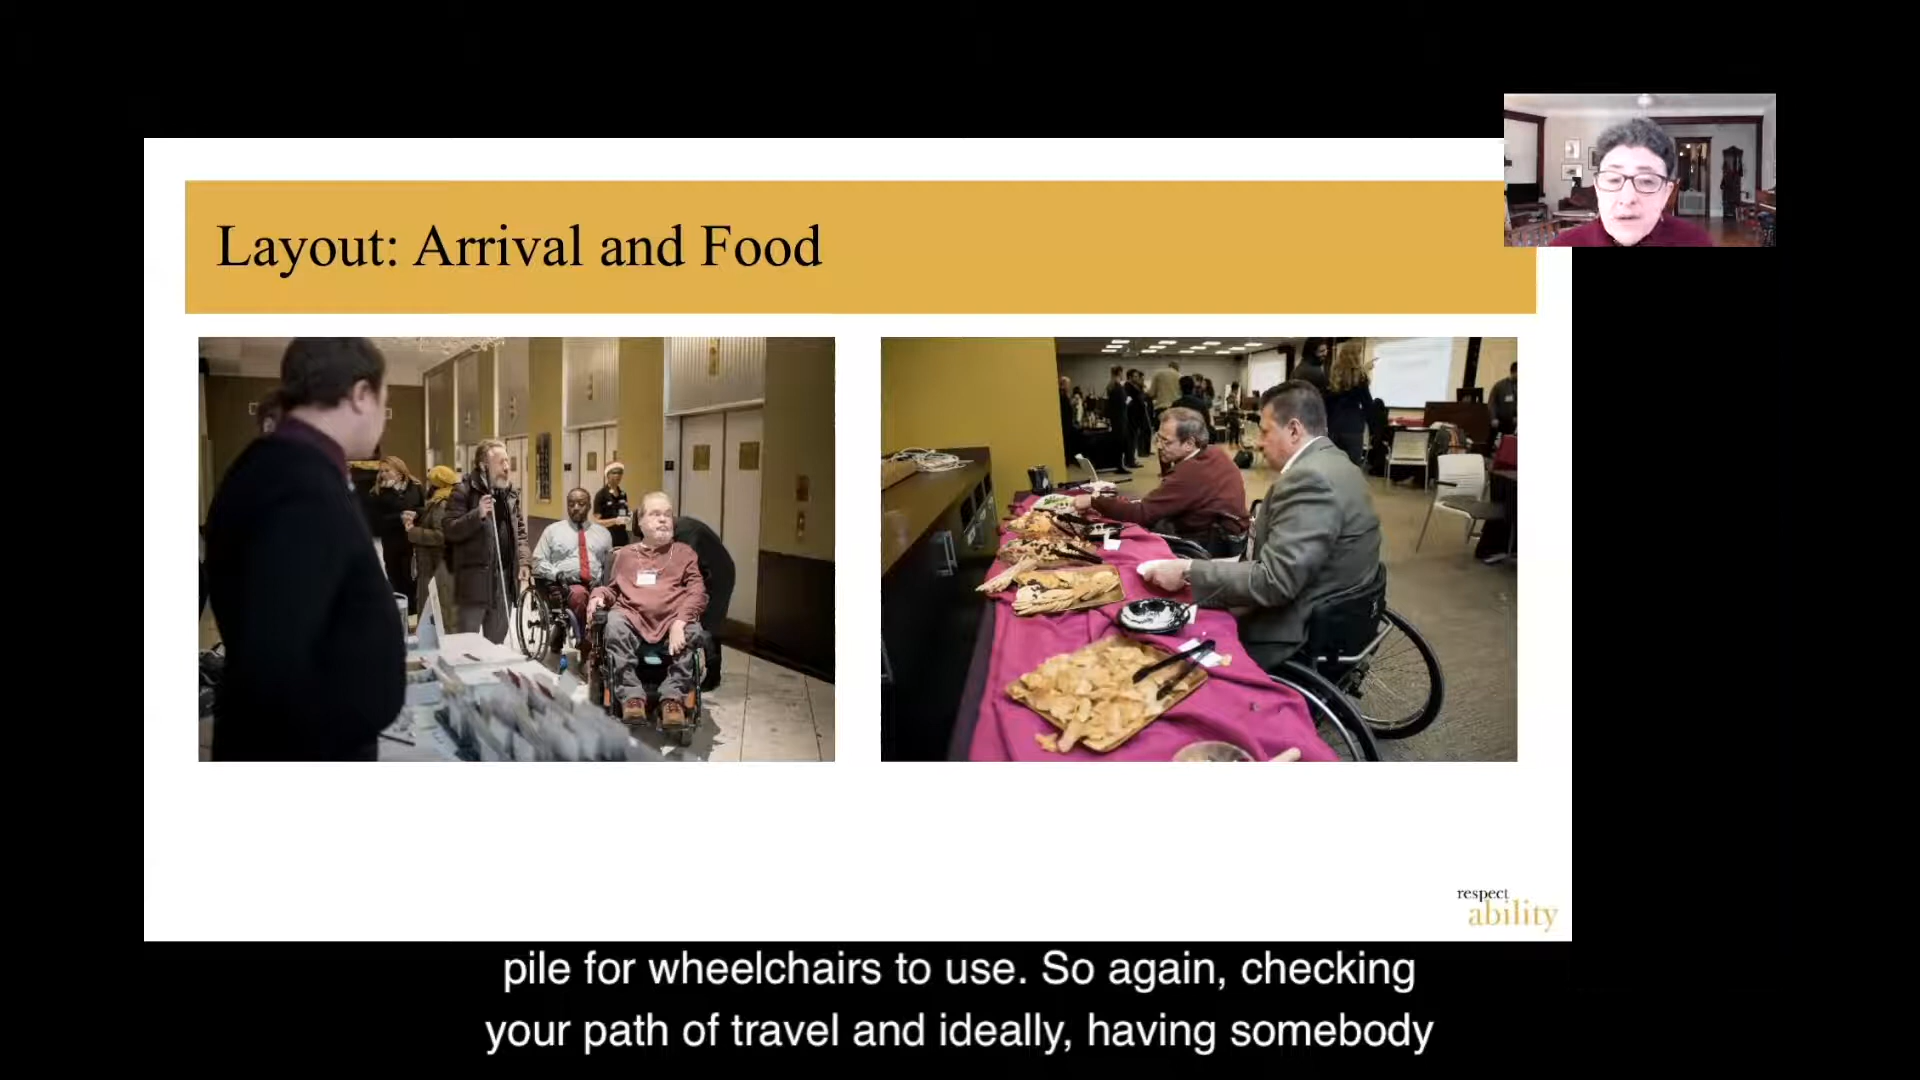 Layout: Arrival and Food
respect
ability
pile for wheelchairs to use. So again, checking
your path of travel and ideally, having somebody